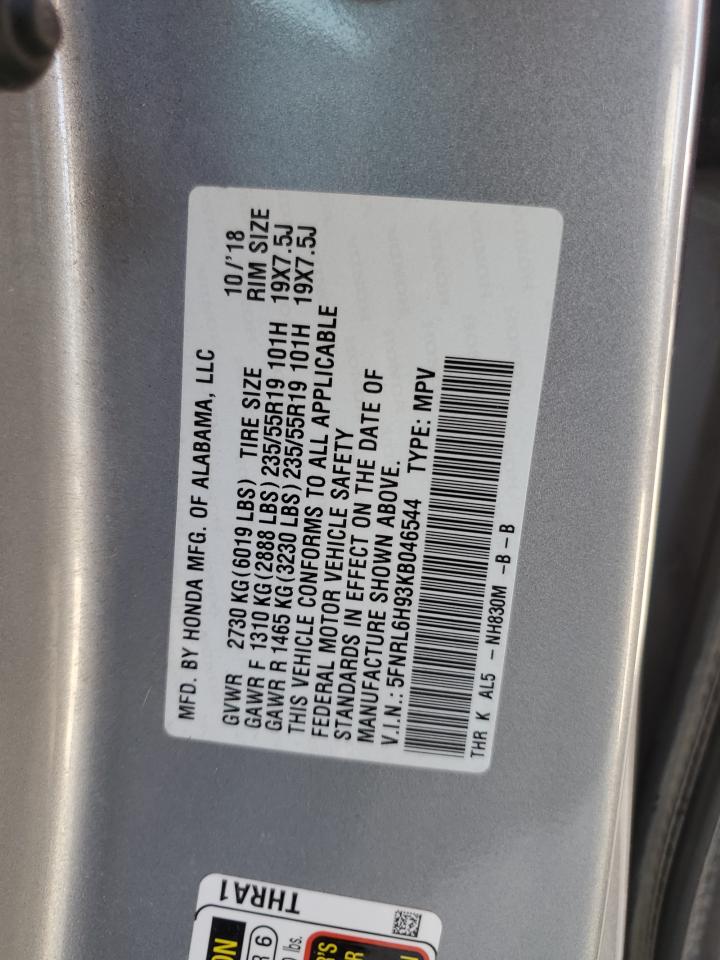 MFD. BY HONDA MFG. OF ALABAMA, LLC
10/'18
GVWR 2730 KG(6019 LBS) TIRE SIZE RIM SIZE
GAWR F 1310 KG(2888 LBS)235/55R19 101H 19X7.5J
GAWR R 1465 KG(3230 LBS)235/55R19 101H 19X7.5J
THIS VEHICLE CONFORMS TO ALL APPLICABLE
FEDERAL MOTOR VEHICLE SAFETY
STANDARDS IN EFFECT ON THE DATE OF
MANUFACTURE SHOWN ABOVE.
V.I.N.: 5FNRL6H93KB046544 TYPE: MPV
THR K AL5 - NH830M - B - B
THRA1